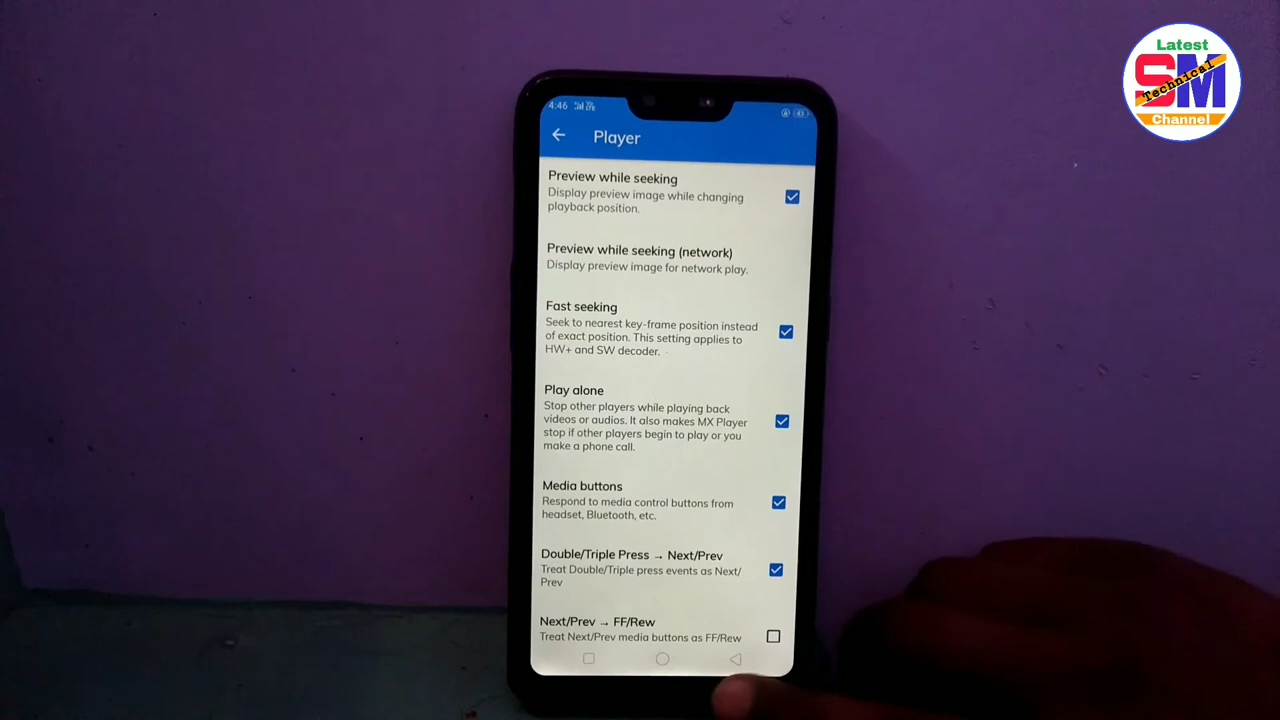 Latest
SM
Technical
Channel
4:46
Player
Preview while seeking
Display preview image while changing
playback position.
Preview while seeking (network)
Display preview image for network play.
Fast seeking
Seek to nearest key-frame position instead
of exact position. This setting applies to
HW+ and SW decoder.
Play alone
Stop other players while playing back
videos or audios. It also makes MX Player
stop if other players begin to play or you
make a phone call.
Media buttons
Respond to media control buttons from
headset, Bluetooth, etc.
Double/Triple Press → Next/Prev
Treat Double/Triple press events as Next/
Prev
Next/Prev → FF/Rew
Treat Next/Prev media buttons as FF/Rew